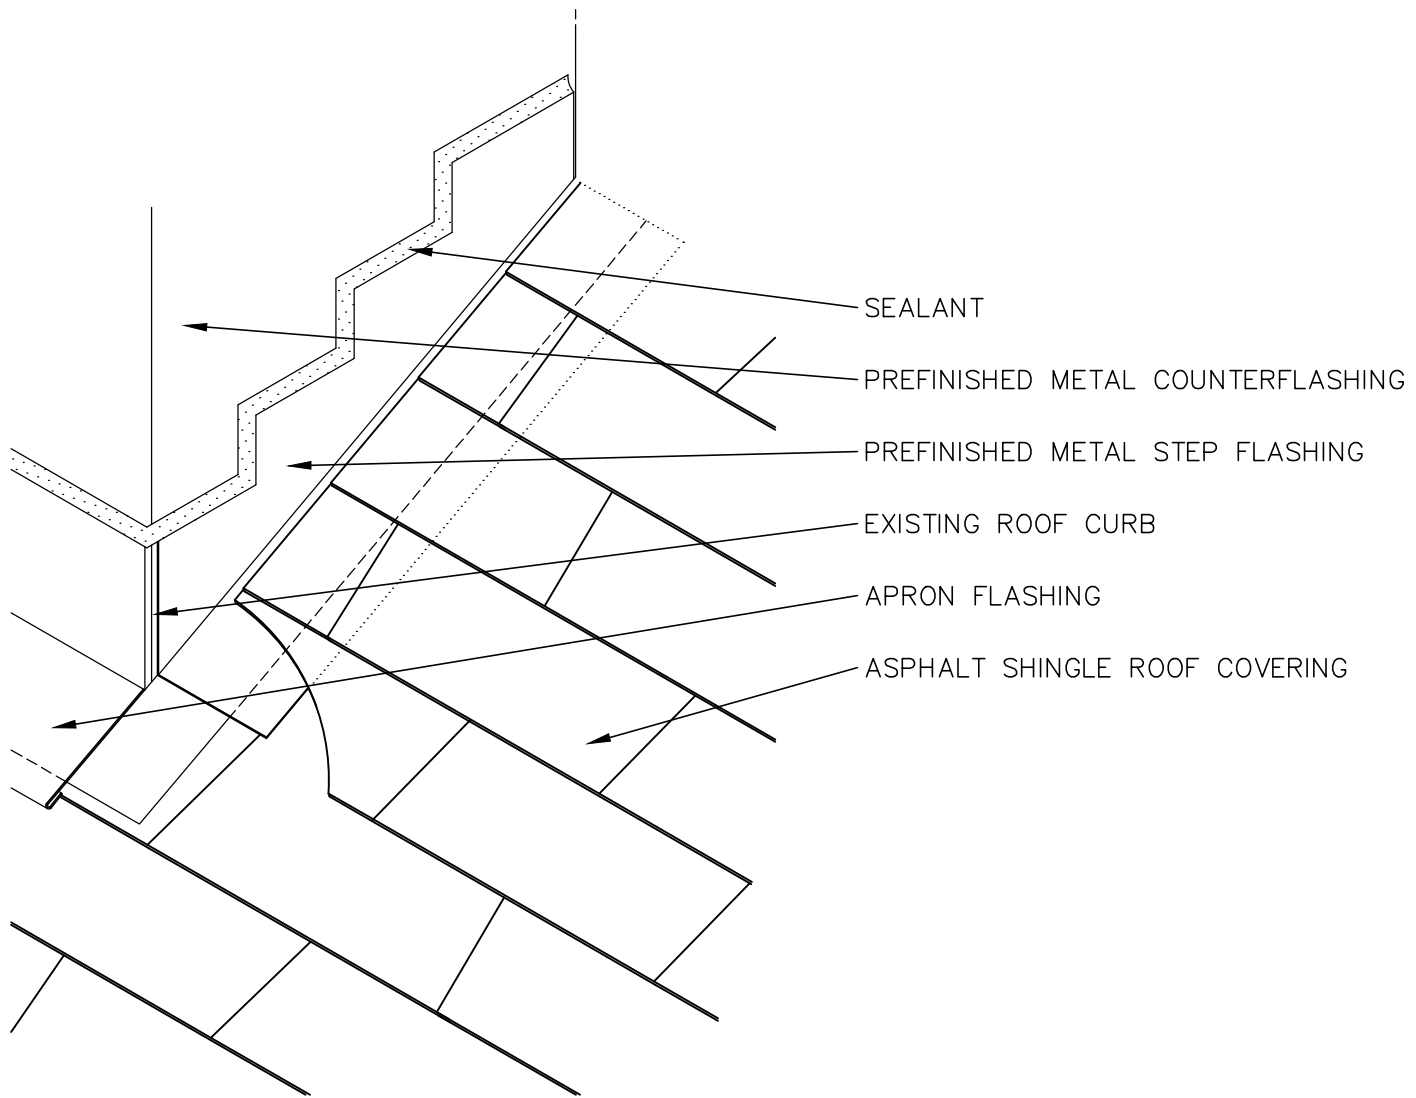 SEALANT
PREFINISHED METAL COUNTERFLASHING
PREFINISHED METAL STEP FLASHING
EXISTING ROOF CURB
APRON FLASHING
ASPHALT SHINGLE ROOF COVERING